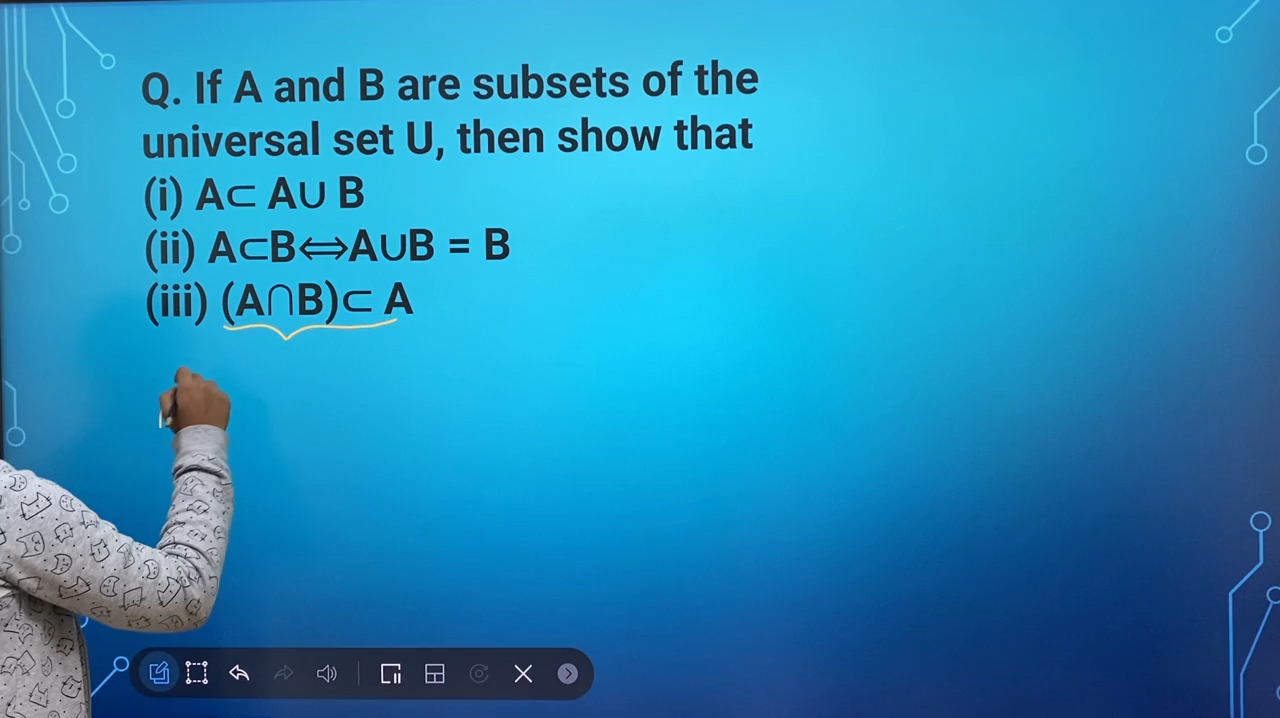 Q. If A and B are subsets of the
universal set U, then show that
(i) A⊂ A∪ B
(ii) A⊂B⇔A∪B = B
(iii) (A∩B)⊂ A